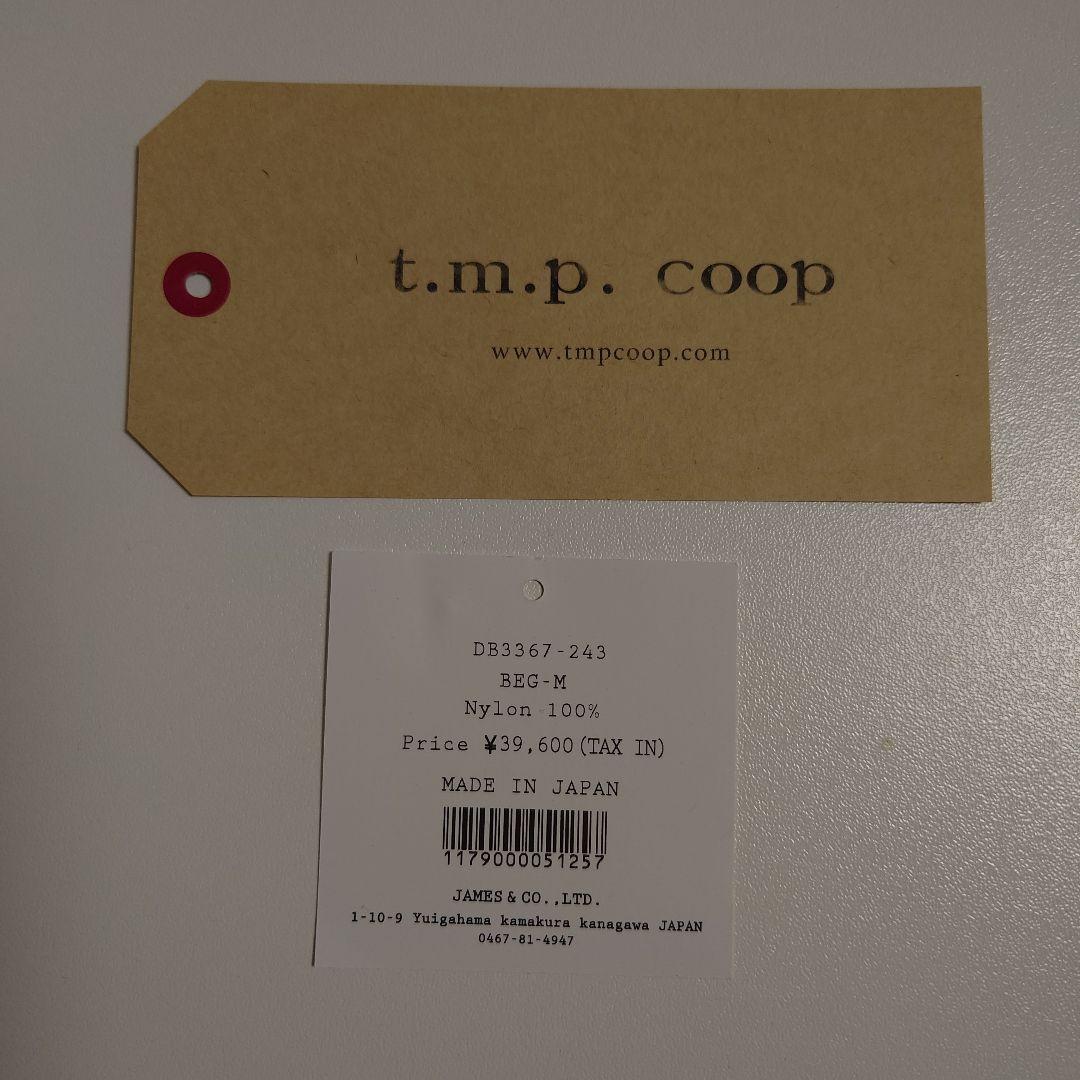 t.m.p. coop
www.tmpcoop.com
DB3367-243
BEG-M
Nylon 100%
Price ¥39,600(TAX IN)
MADE IN JAPAN
1179000051257
JAMES & CO.,LTD.
1-10-9 Yuigahama kamakura kanagawa JAPAN
0467-81-4947